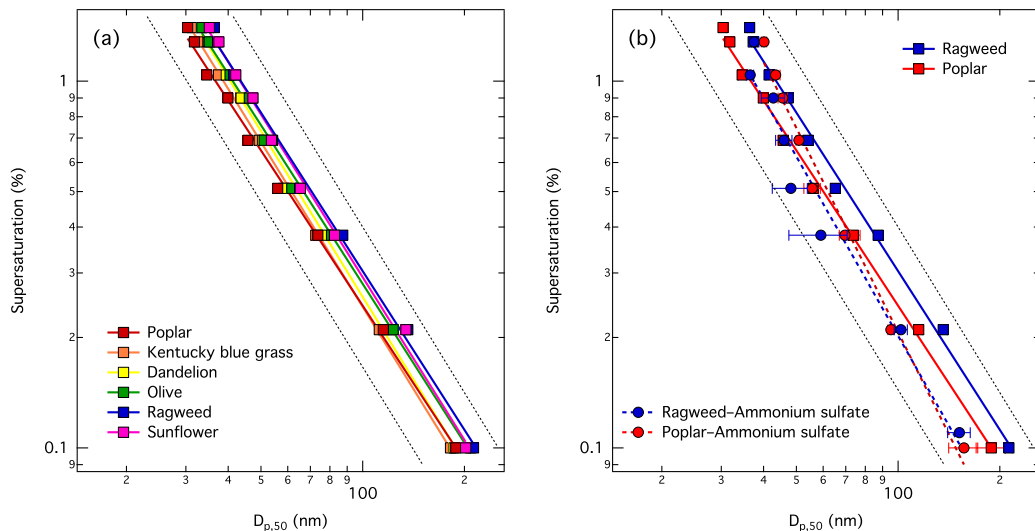 (a)
1
9
8
7
6
5
4
3
2
0.1
9
Supersaturation (%)
Poplar
Kentucky blue grass
Dandelion
Olive
Ragweed
Sunflower
2 3 4 5 6 7 8 9 100 2
D p,50 (nm)
(b)
Ragweed
Poplar
1
9
8
7
6
5
4
3
2
0.1
9
Supersaturation (%)
Ragweed–Ammonium sulfate
Poplar–Ammonium sulfate
2 3 4 5 6 7 8 9 100 2
D p,50 (nm)